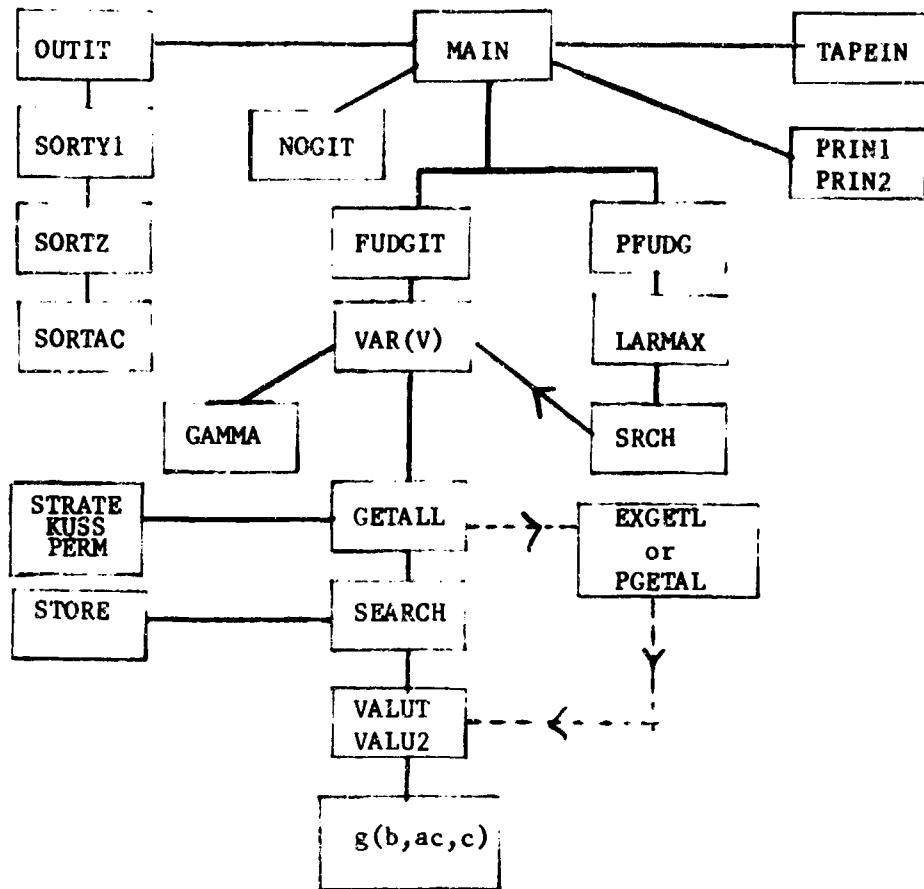 OUTIT
MAIN
TAPEIN
SORTY1
NOGIT
PRIN1
PRIN2
SORTZ
FUDGIT
PFUDG
SORTAC
VAR(V)
LARMAX
GAMMA
SRCH
STRATE
KUSS
PERM
GETALL
EXGETL
or
PGETAL
STORE
SEARCH
VALUT
VALU2
g(b,ac,c)